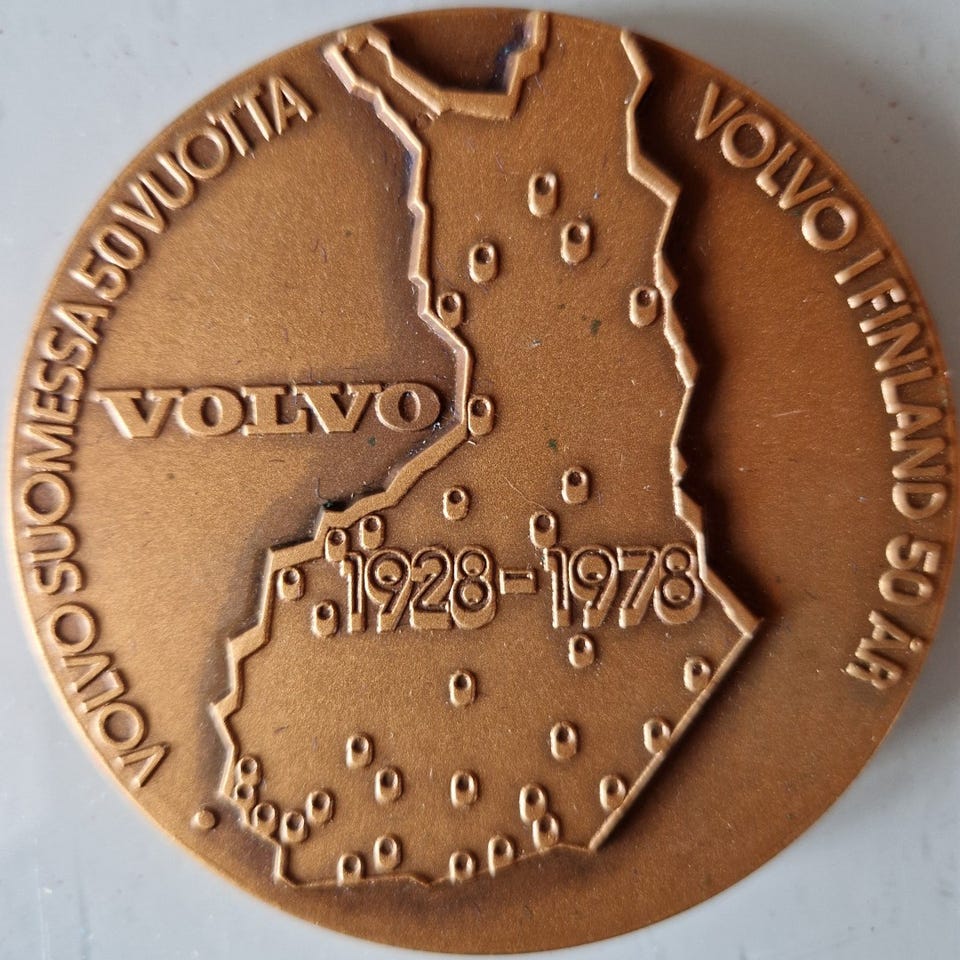 VOLVO SUOMESSA 50 VUOTTA
VOLVO I FINLAND 50 ÅR
VOLVO
1928-1978